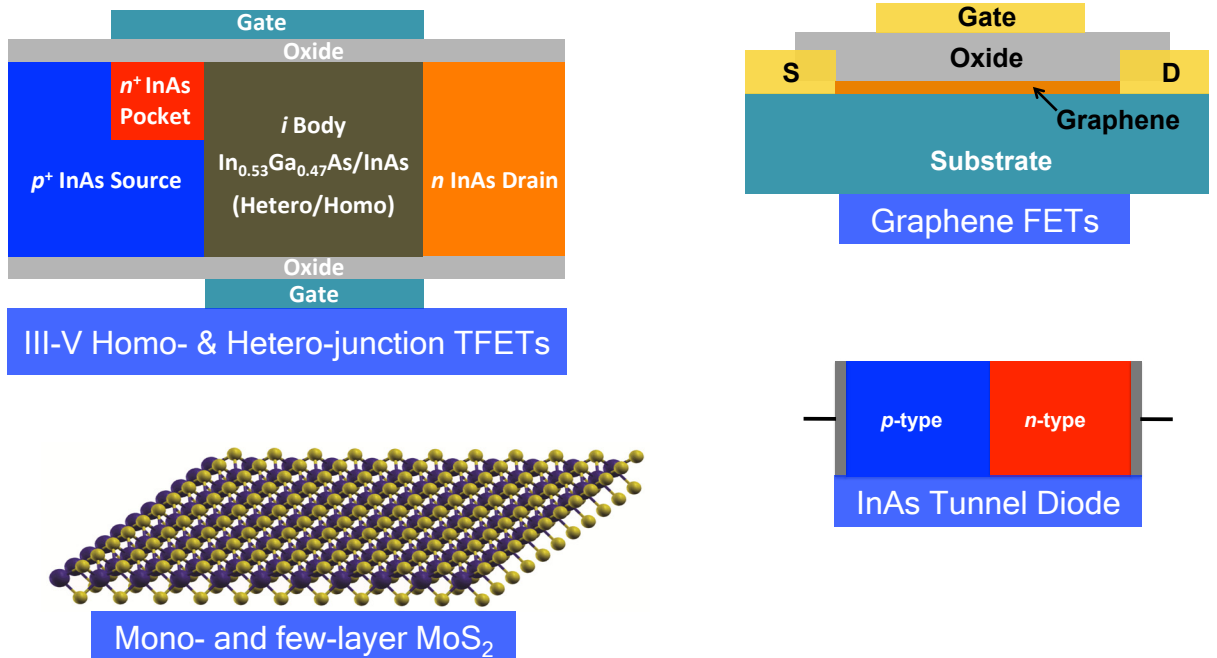 Gate
Oxide
n⁺ InAs
Pocket
p⁺ InAs Source
i Body
In₀.₅₃Ga₀.₄₇As/InAs
(Hetero/Homo)
n InAs Drain
Oxide
Gate
III-V Homo- & Hetero-junction TFETs
Gate
S
Oxide
D
Graphene
Substrate
Graphene FETs
p-type
n-type
InAs Tunnel Diode
Mono- and few-layer MoS₂